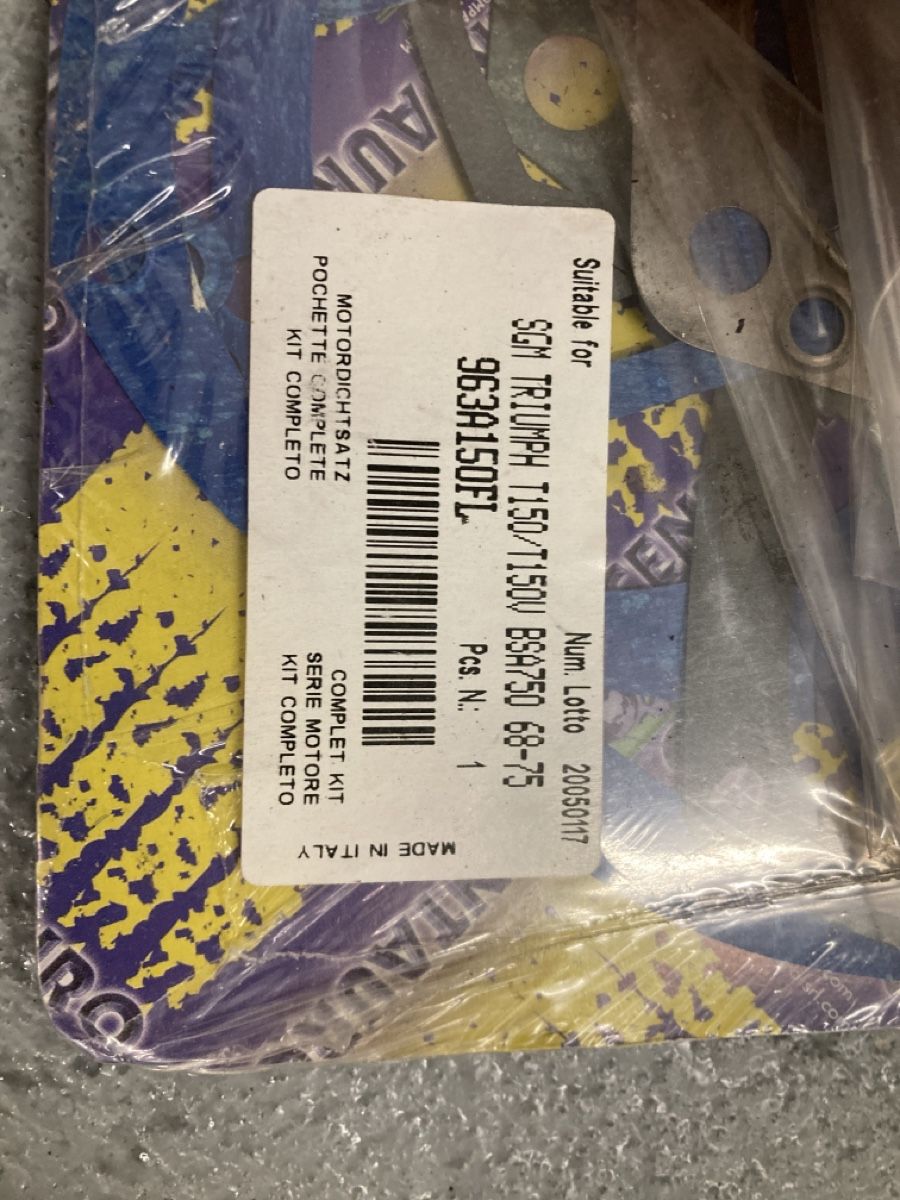 Suitable for Num. Lotto 20050117
SGM TRIUMPH T150/T150V BSA750 68-75
963A150FL Pcs. N.: 1
MOTORDICHTSATZ
POCHETTE COMPLETE
KIT COMPLETO
COMPLET KIT
SERIE MOTORE
KIT COMPLETO
MADE IN ITALY